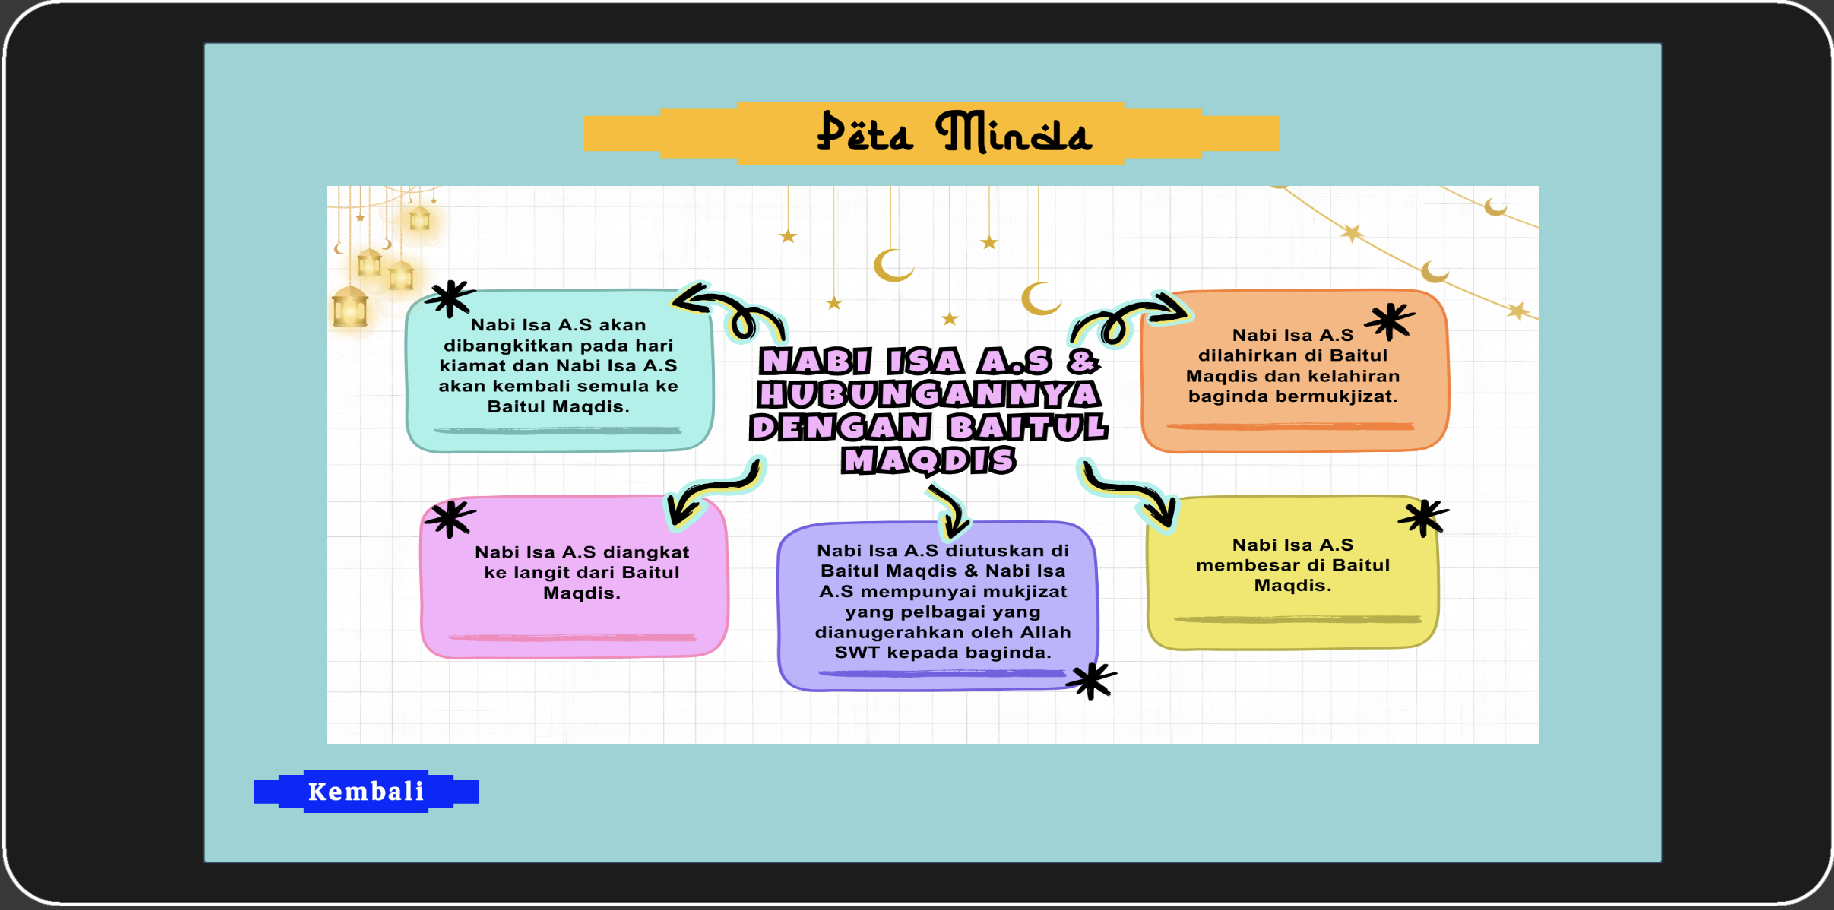 Pëta Minda
Nabi Isa A.S akan
dibangkitkan pada hari
kiamat dan Nabi Isa A.S
akan kembali semula ke
Baitul Maqdis.
NABI ISA A.S &
HUBUNGANNYA
DENGAN BAITUL
MAQDIS
Nabi Isa A.S
dilahirkan di Baitul
Maqdis dan kelahiran
baginda bermukjizat.
Nabi Isa A.S diangkat
ke langit dari Baitul
Maqdis.
Nabi Isa A.S diutuskan di
Baitul Maqdis & Nabi Isa
A.S mempunyai mukjizat
yang pelbagai yang
dianugerahkan oleh Allah
SWT kepada baginda.
Nabi Isa A.S
membesar di Baitul
Maqdis.
Kembali